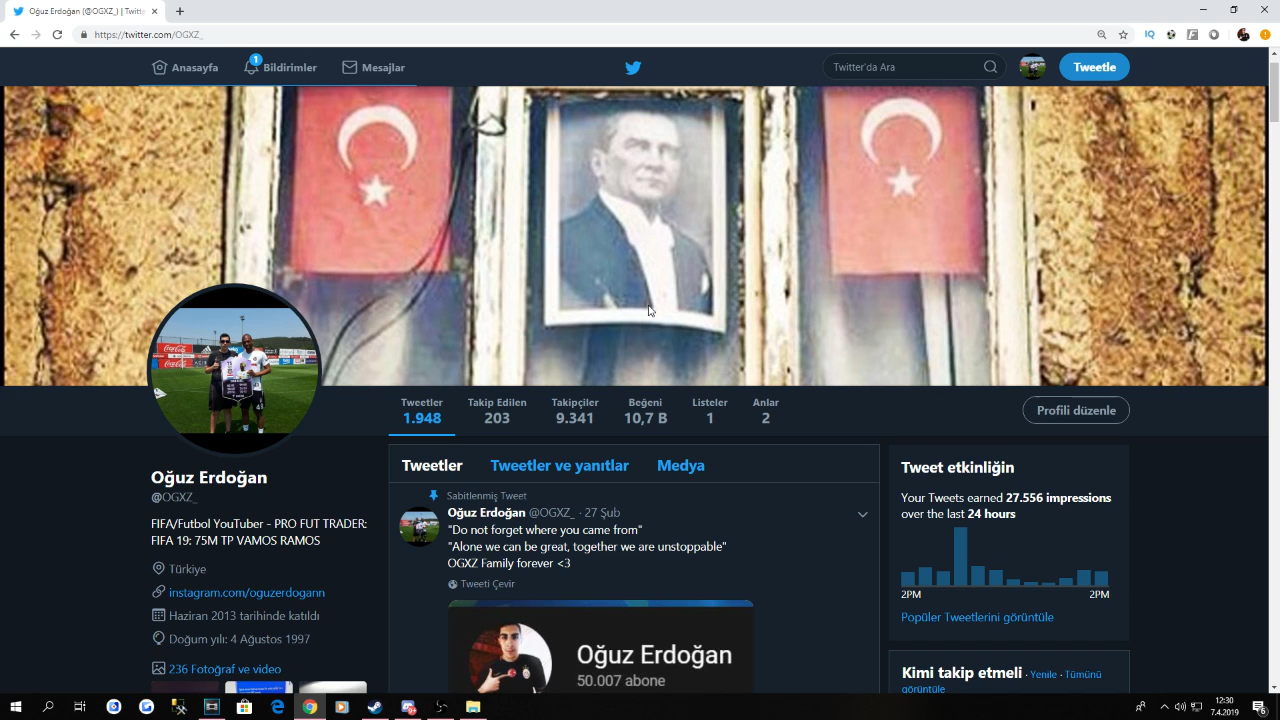 Oğuz Erdoğan (@OGXZ_) | Twitte
https://twitter.com/OGXZ_
IQ
Anasayfa
1
Bildirimler
Mesajlar
Twitter'da Ara
Tweetle
Tweetler
1.948
Takip Edilen
203
Takipçiler
9.341
Beğeni
10,7 B
Listeler
1
Anlar
2
Profili düzenle
Oğuz Erdoğan
@OGXZ_
FIFA/Futbol YouTuber - PRO FUT TRADER:
FIFA 19: 75M TP VAMOS RAMOS
Türkiye
instagram.com/oguzerdogann
Haziran 2013 tarihinde katıldı
Doğum yılı: 4 Ağustos 1997
236 Fotoğraf ve video
Tweetler Tweetler ve yanıtlar Medya
Sabitlenmiş Tweet
Oğuz Erdoğan @OGXZ_ · 27 Şub
"Do not forget where you came from"
"Alone we can be great, together we are unstoppable"
OGXZ Family forever <3
Tweeti Çevir
Oğuz Erdoğan
50.007 abone
Tweet etkinliğin
Your Tweets earned 27.556 impressions
over the last 24 hours
2PM 2PM
Popüler Tweetlerini görüntüle
Kimi takip etmeli · Yenile · Tümünü
görüntüle
12:30
7.4.2019
6